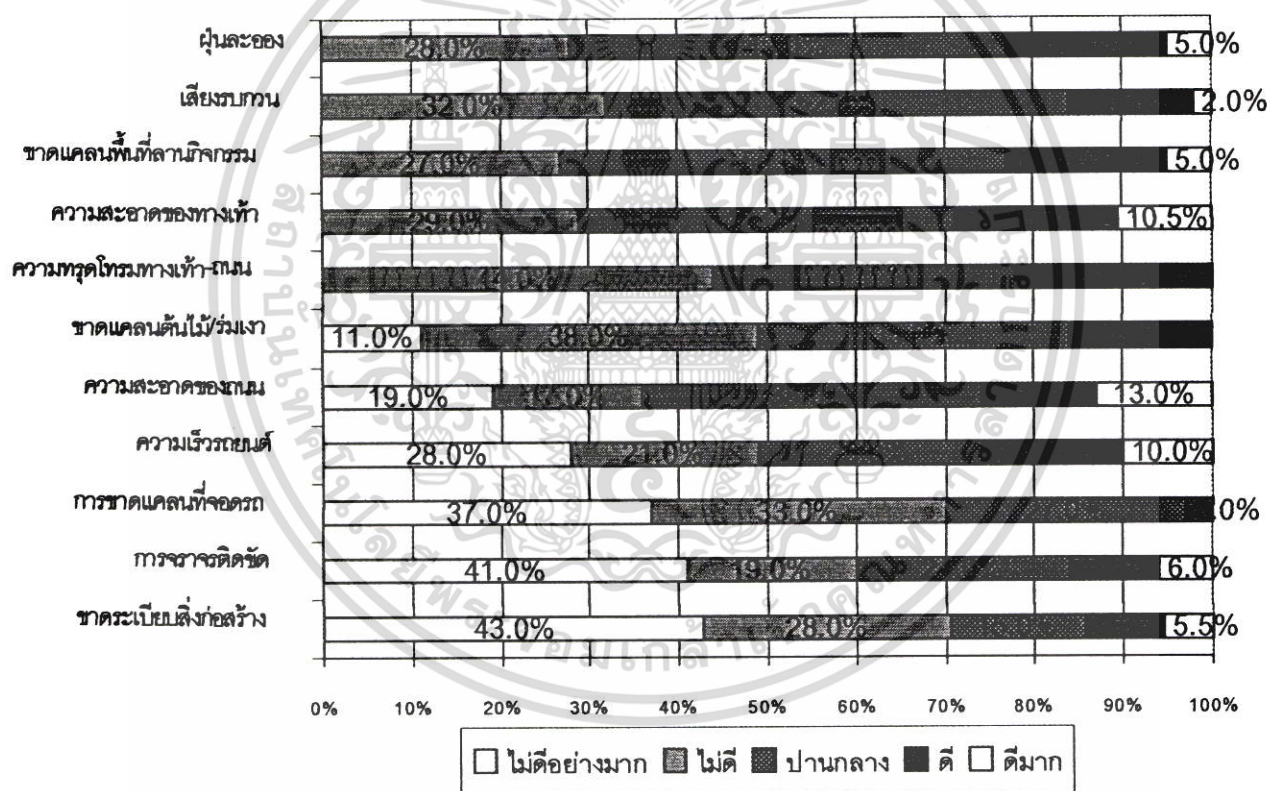 ฝุ่นละออง 28.0% 5.0%
เสียงรบกวน 32.0% 2.0%
ขาดแคลนพื้นที่ลานกิจกรรม 27.0% 5.0%
ความสะอาดของทางเท้า 29.0% 10.5%
ความทรุดโทรมทางเท้า-ถนน
ขาดแคลนต้นไม้/ร่มเงา 11.0% 38.0%
ความสะอาดของถนน 19.0% 13.0%
ความเร็วรถยนต์ 28.0% 21.0% 10.0%
การขาดแคลนที่จอดรถ 37.0% 33.0% .0%
การจราจรติดขัด 41.0% 19.0% 6.0%
ขาดระเบียบสิ่งก่อสร้าง 43.0% 28.0% 5.5%
0% 10% 20% 30% 40% 50% 60% 70% 80% 90% 100%
ไม่ดีอย่างมาก ไม่ดี ปานกลาง ดี ดีมาก